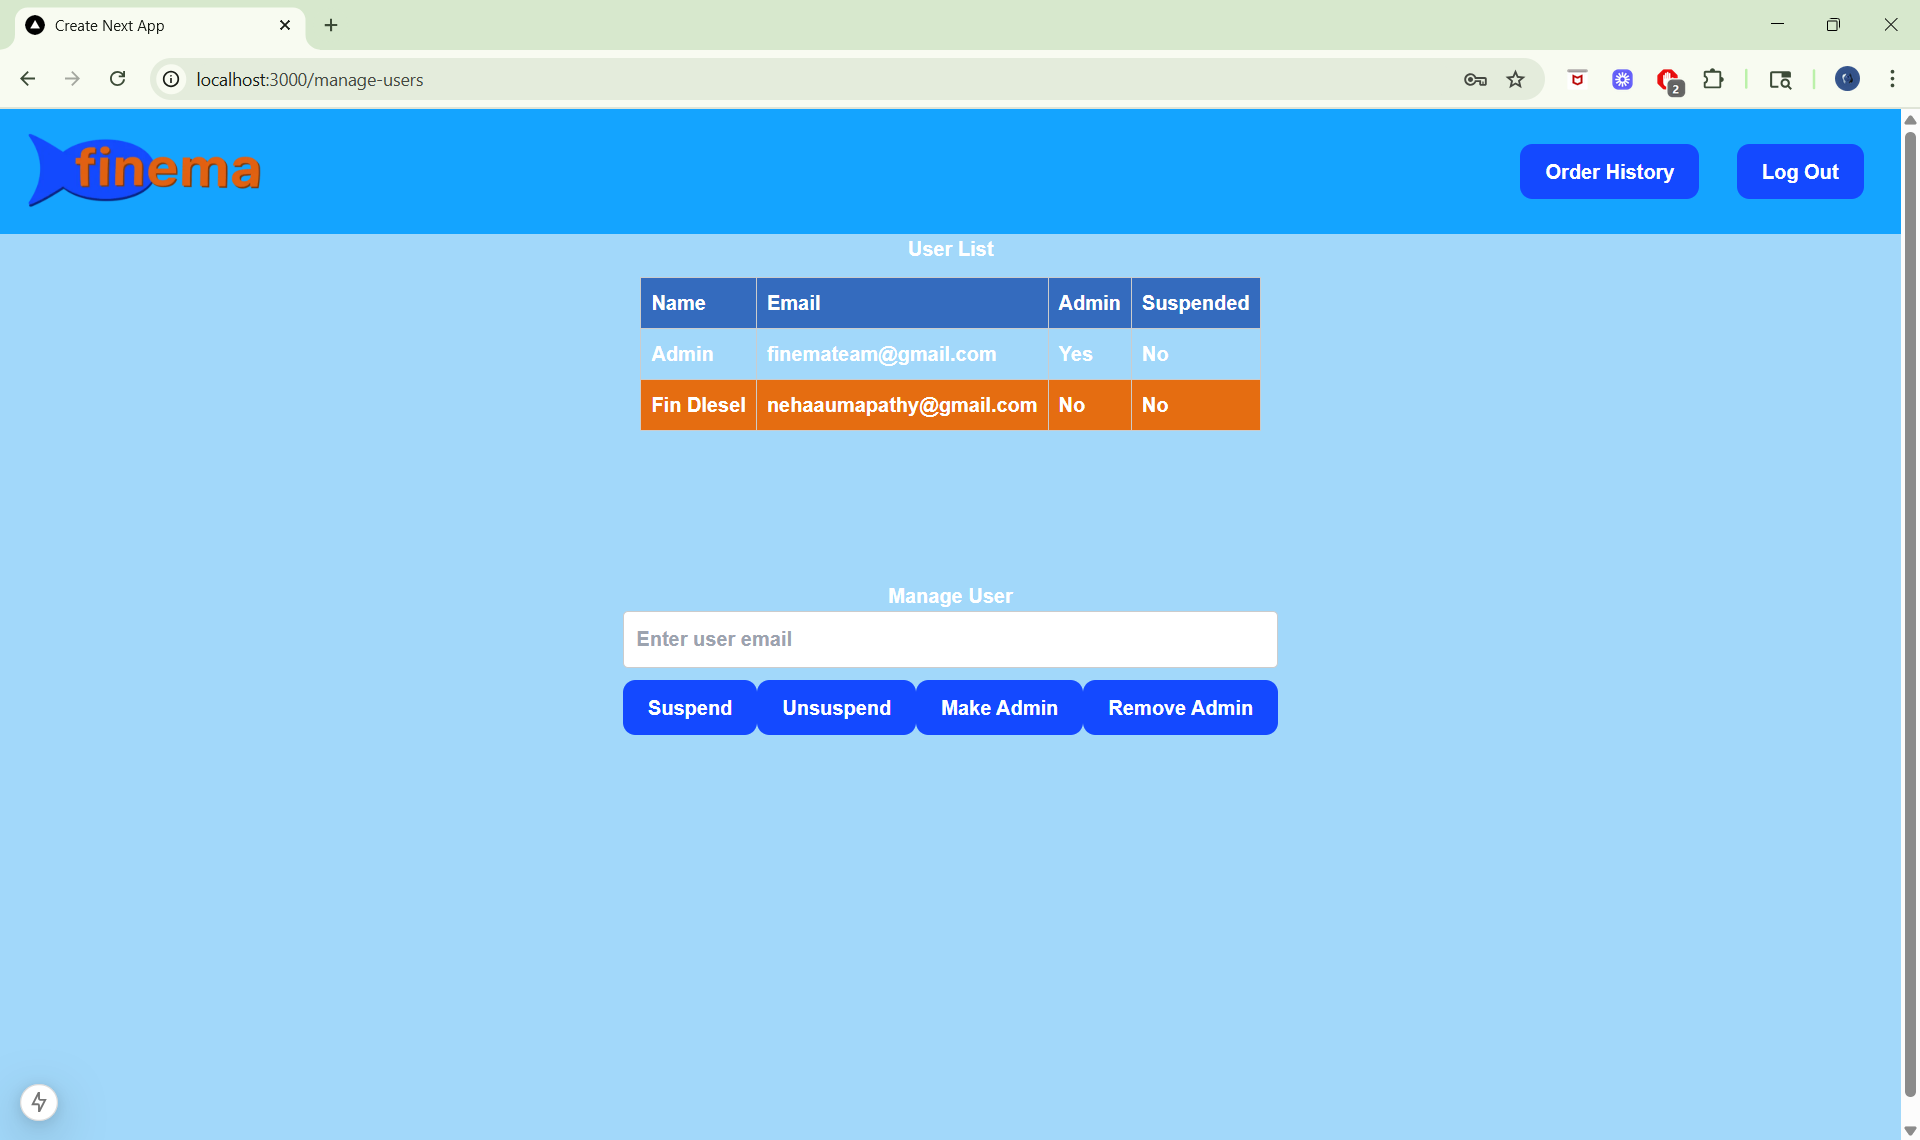 Create Next App
localhost:3000/manage-users
2
finema
Order History
Log Out
User List
Name Email Admin Suspended
Admin finemateam@gmail.com Yes No
Fin DIesel nehaaumapathy@gmail.com No No
Manage User
Enter user email
Suspend Unsuspend Make Admin Remove Admin